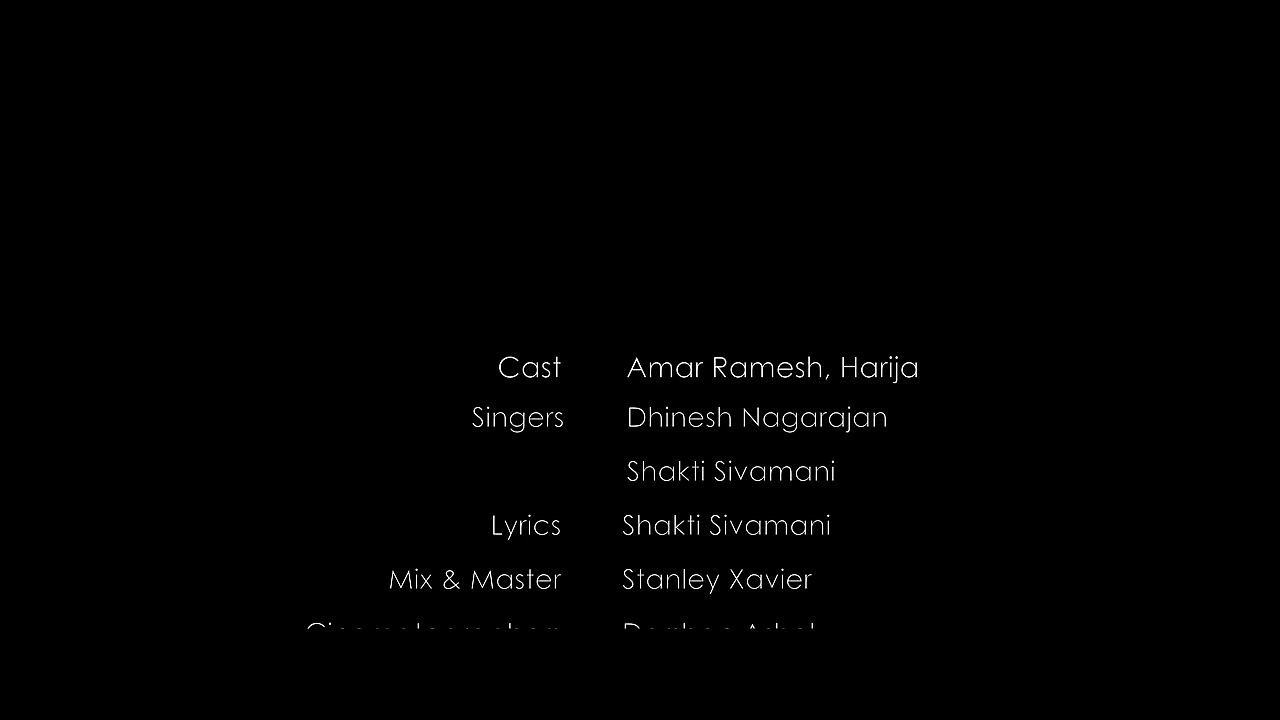 Cast Amar Ramesh, Harija
Singers Dhinesh Nagarajan
Shakti Sivamani
Lyrics Shakti Sivamani
Mix & Master Stanley Xavier